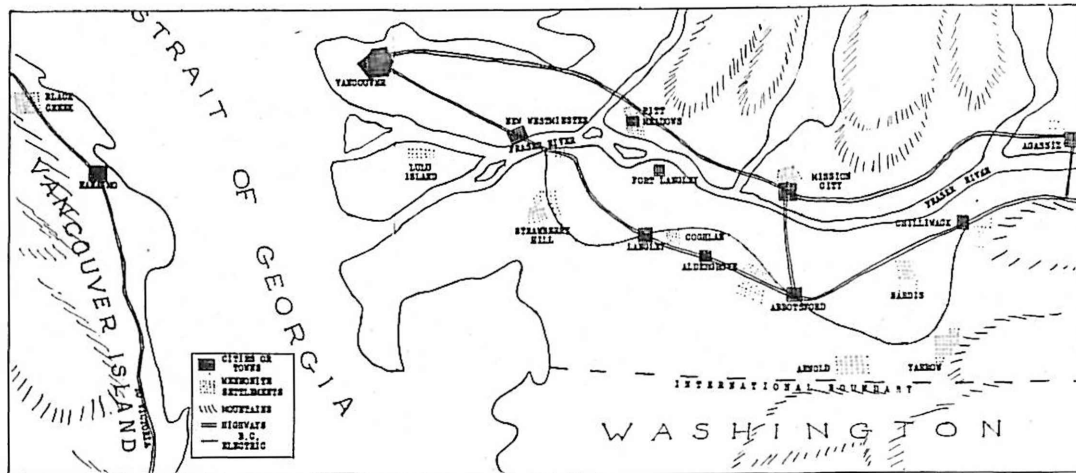 STRAIT
OF
GEORGIA
BLACK
CREEK
NANAIMO
VANCOUVER ISLAND
TO VICTORIA
VANCOUVER
NEW WESTMINSTER
FRASER RIVER
LULU
ISLAND
PITT
MEADOWS
FORT LANGLEY
MISSION
CITY
AGASSIZ
FRASER RIVER
CHILLIWACK
STRAWBERRY
HILL
LANGLEY
COGHLAN
ALDERGROVE
ABBOTSFORD
SARDIS
ARNOLD
YARROW
INTERNATIONAL BOUNDARY
WASHINGTON
CITIES OR
TOWNS
MENNONITE
SETTLEMENTS
MOUNTAINS
HIGHWAYS
B.C.
ELECTRIC